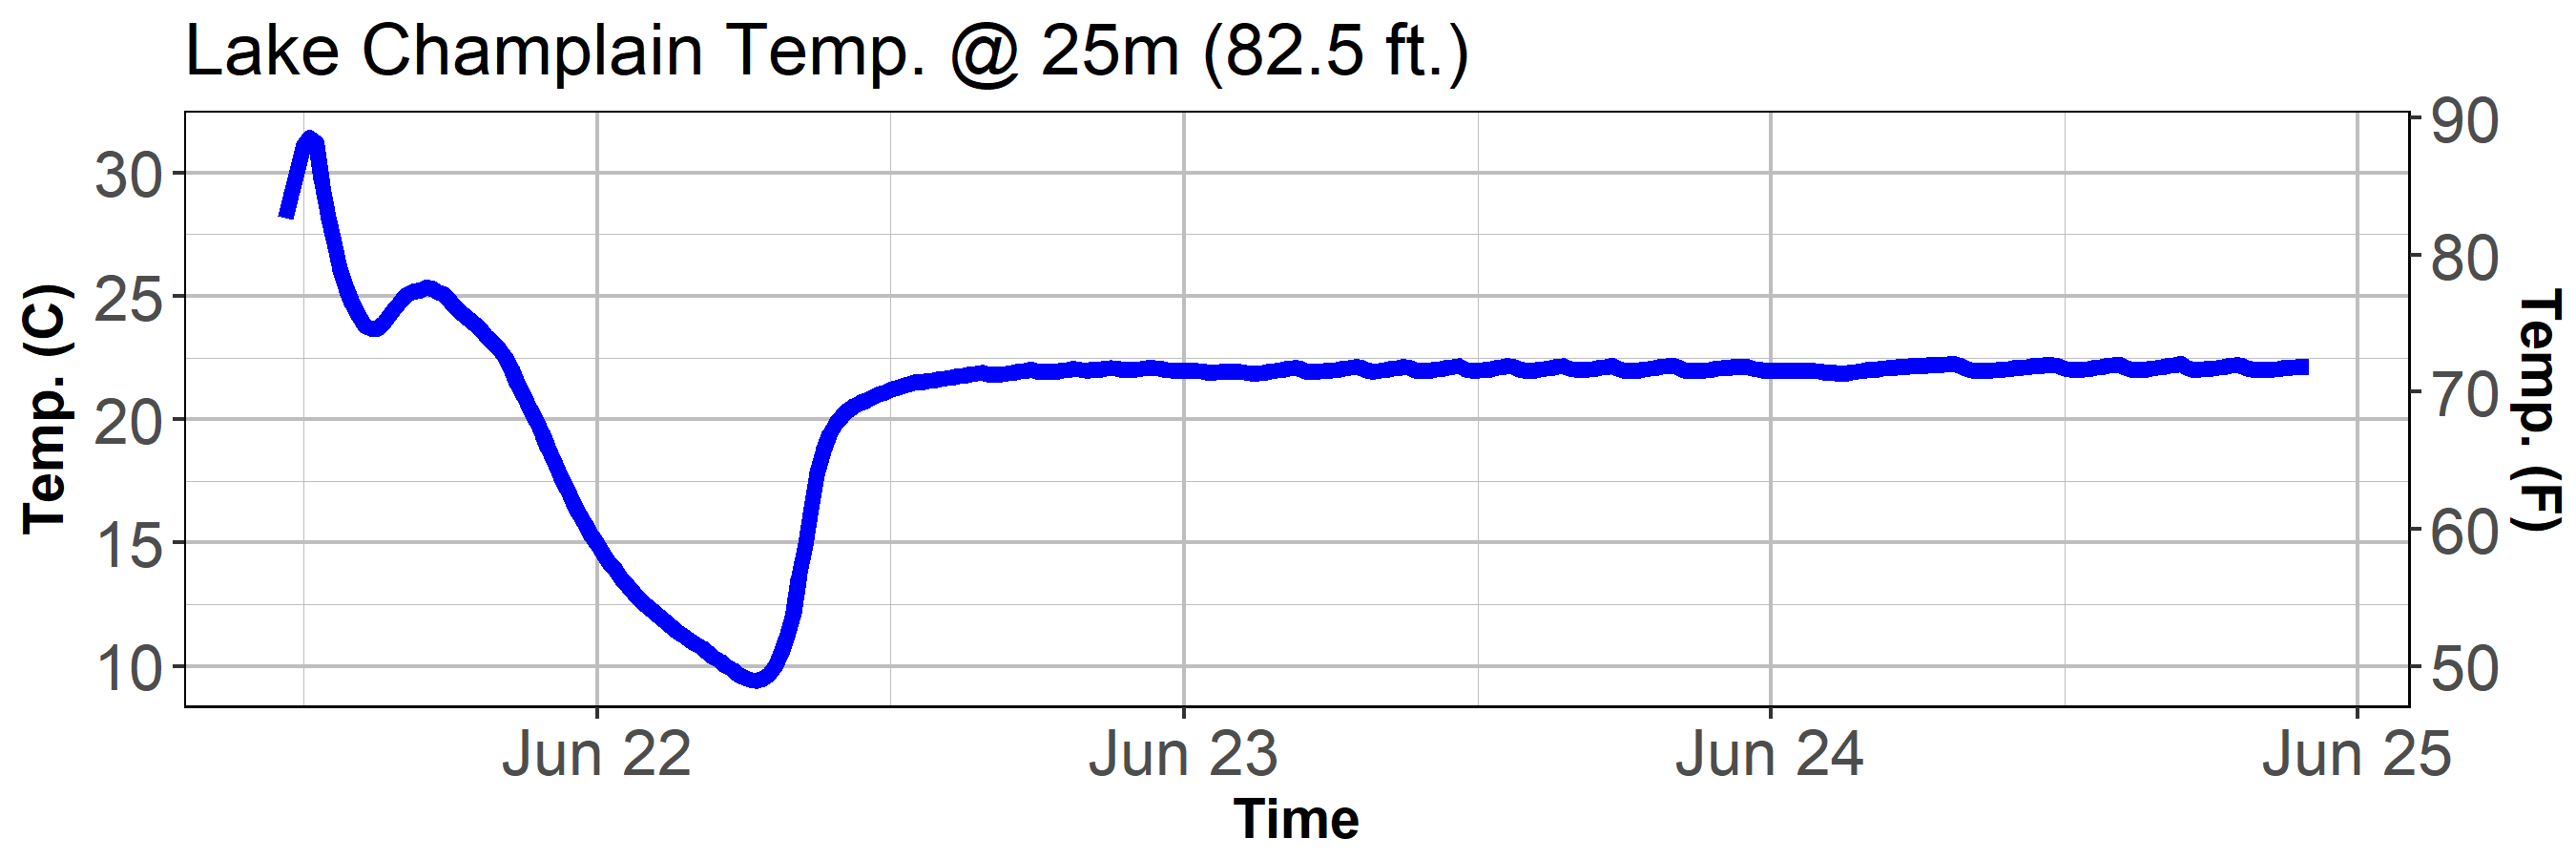 Lake Champlain Temp. @ 25m (82.5 ft.)
Temp. (C)
30
25
20
15
10
90
80
70
60
50
Temp. (F)
Jun 22
Jun 23
Jun 24
Jun 25
Time